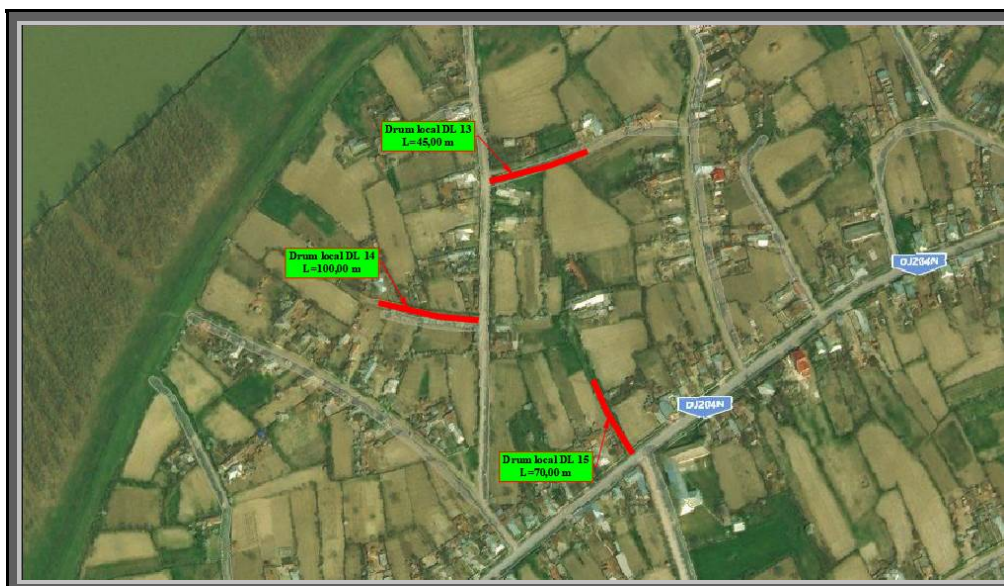 Drum local DL 13
L=45,00 m
Drum local DL 14
L=100,00 m
DJ204N
DJ204N
Drum local DL 15
L=70,00 m